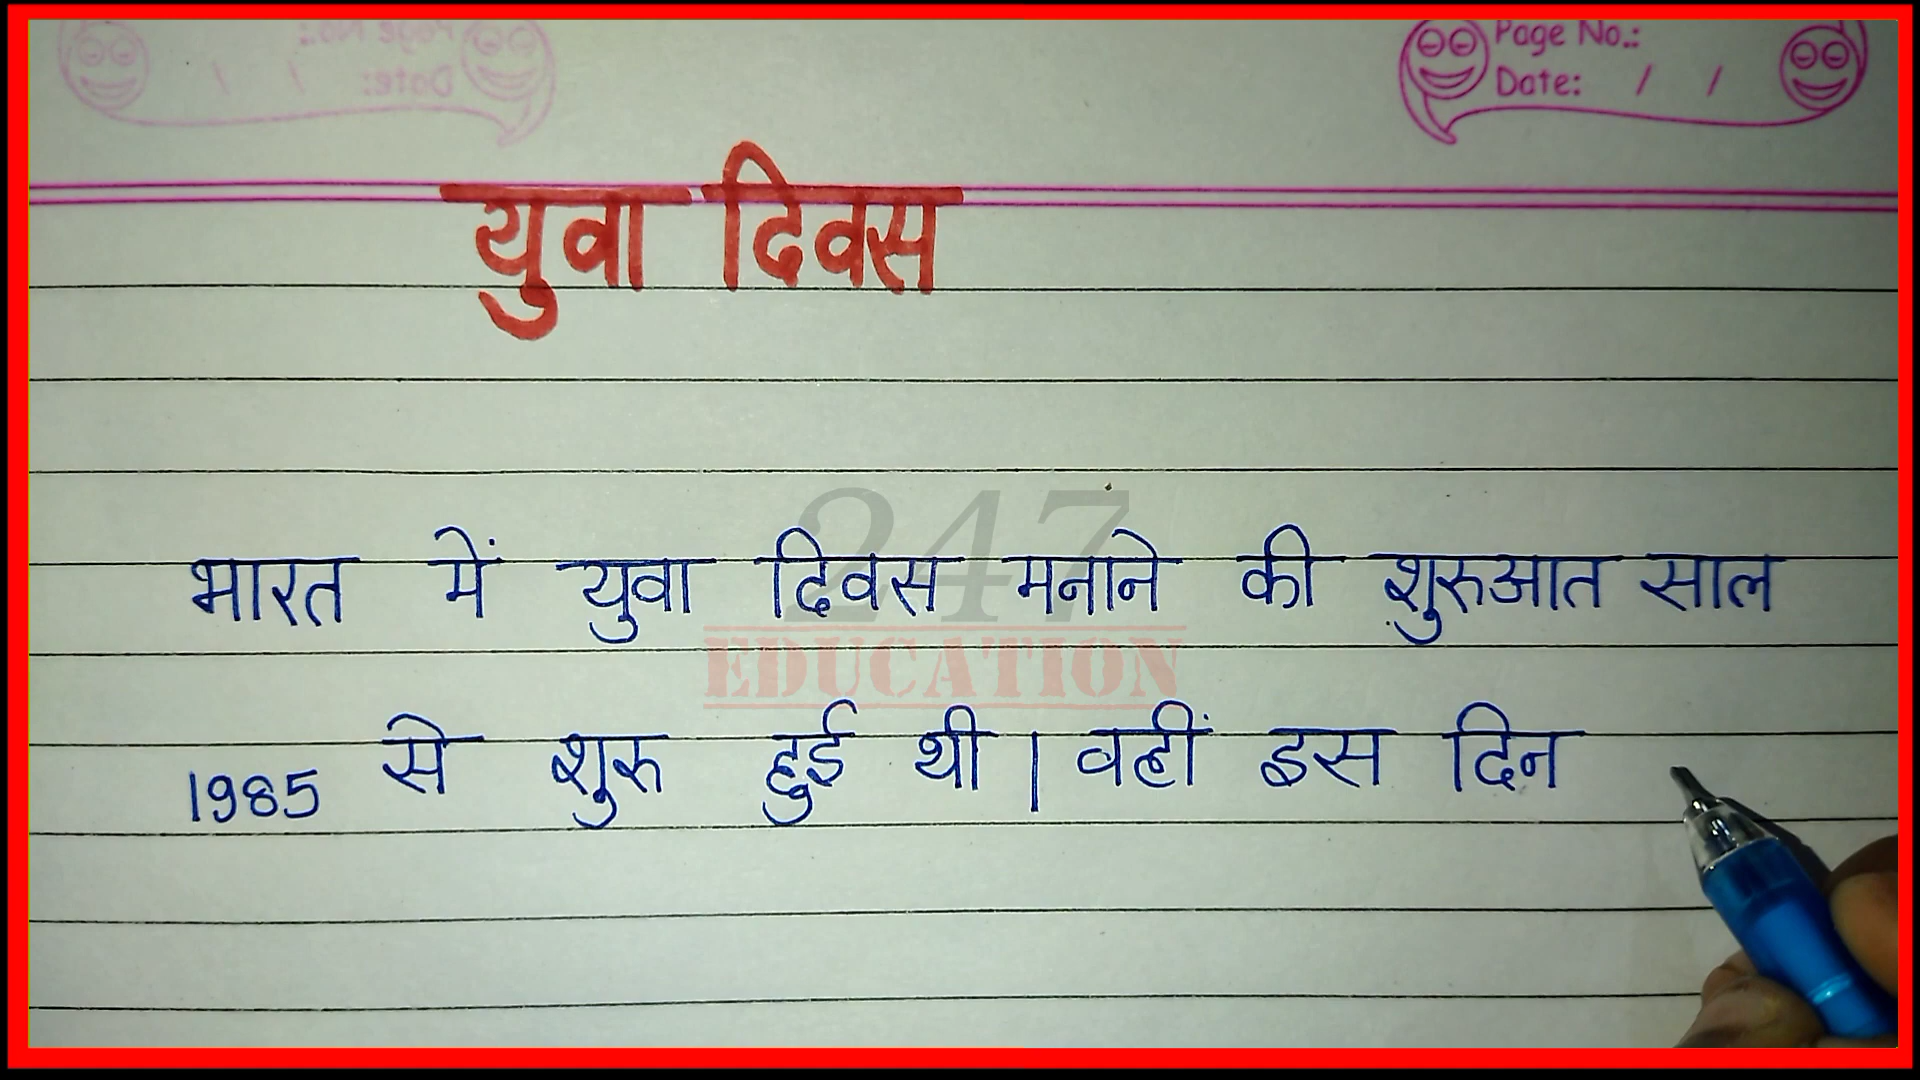 Page No.:
Date: / /
युवा दिवस
भारत में युवा दिवस मनाने की शुरुआत साल
247
EDUCATION
1985 से शुरु हुई थी | वहीं इस दिन